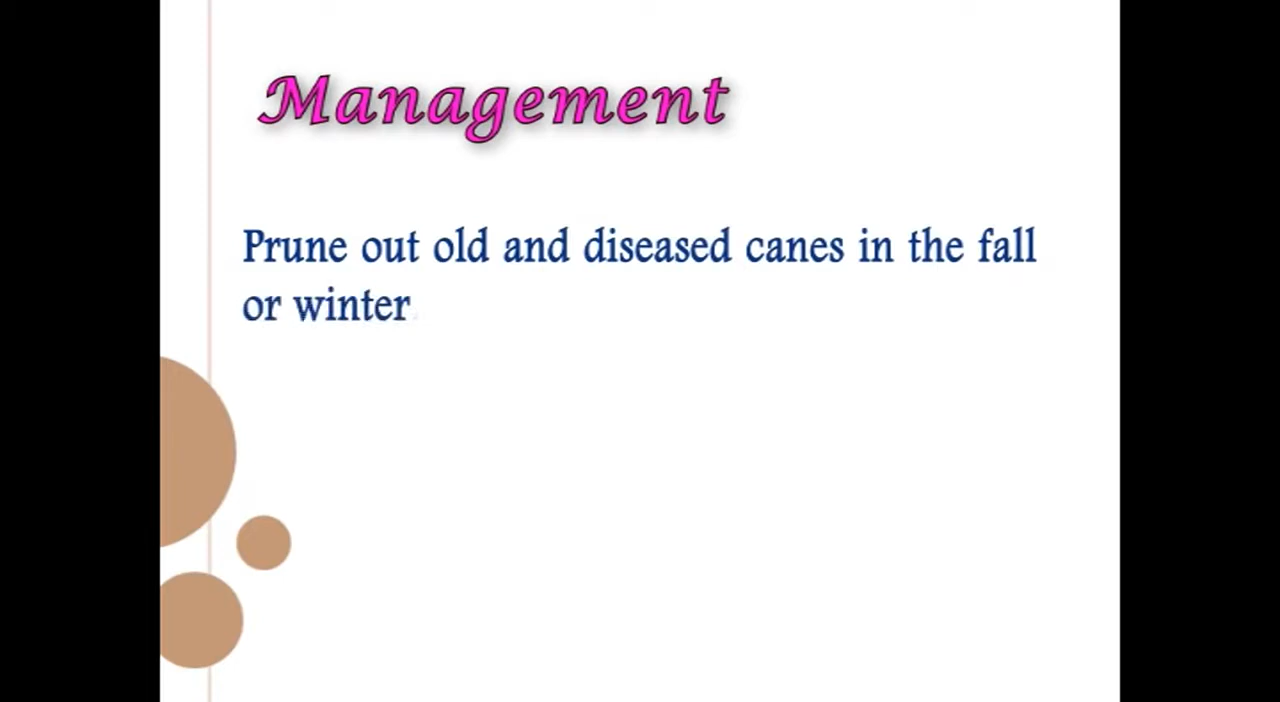 Management
Prune out old and diseased canes in the fall
or winter